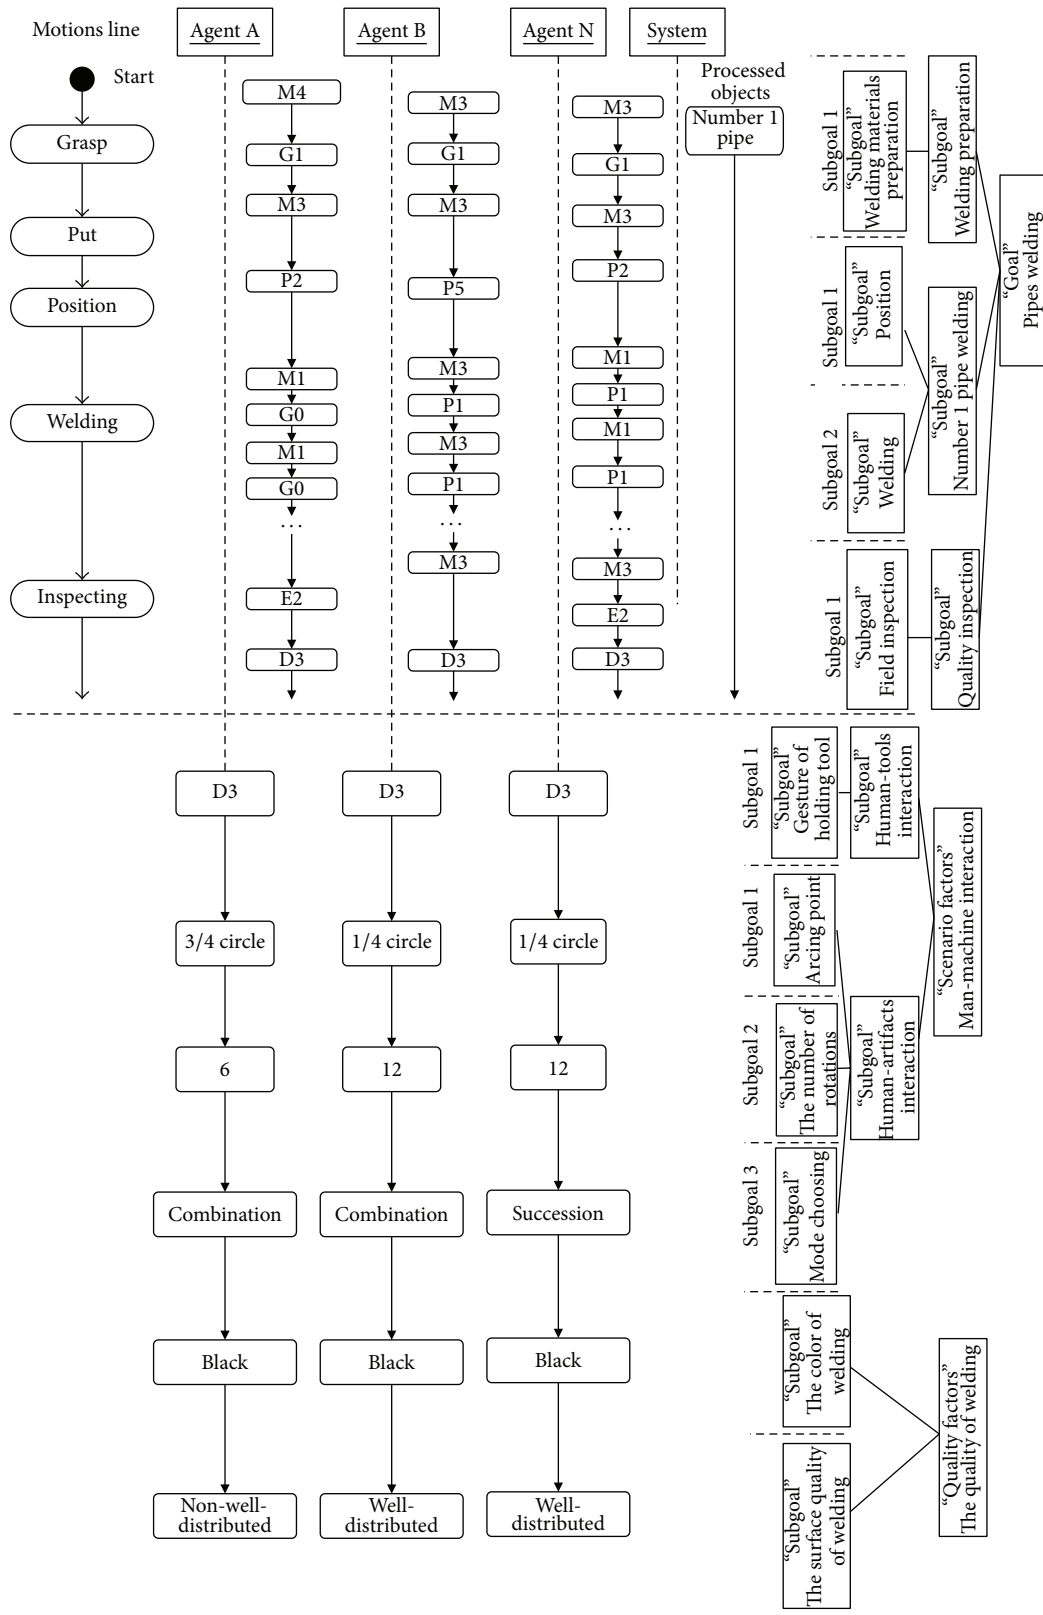 Motions line
Agent A
Agent B
Agent N
System
Start
Grasp
Put
Position
Welding
Inspecting
M4
G1
M3
P2
M1
G0
M1
G0
...
E2
D3
M3
G1
M3
P5
M3
P1
M3
P1
...
M3
D3
M3
G1
M3
P2
M1
P1
M1
P1
...
M3
E2
D3
Processed
objects
Number 1
pipe
Subgoal 1
“Subgoal”
Welding materials
preparation
“Subgoal”
Welding preparation
Subgoal 1
“Subgoal”
Position
Subgoal 2
“Subgoal”
Welding
“Subgoal”
Number 1 pipe welding
Subgoal 1
“Subgoal”
Field inspection
“Subgoal”
Quality inspection
“Goal”
Pipes welding
D3
3/4 circle
6
Combination
Black
Non-well-
distributed
D3
1/4 circle
12
Combination
Black
Well-
distributed
D3
1/4 circle
12
Succession
Black
Well-
distributed
Subgoal 1
“Subgoal”
Gesture of
holding tool
“Subgoal”
Human-tools
interaction
Subgoal 1
“Subgoal”
Arcing point
Subgoal 2
“Subgoal”
The number of
rotations
Subgoal 3
“Subgoal”
Mode choosing
“Subgoal”
Human-artifacts
interaction
“Scenario factors”
Man-machine interaction
“Subgoal”
The color of
welding
“Subgoal”
The surface quality
of welding
“Quality factors”
The quality of welding